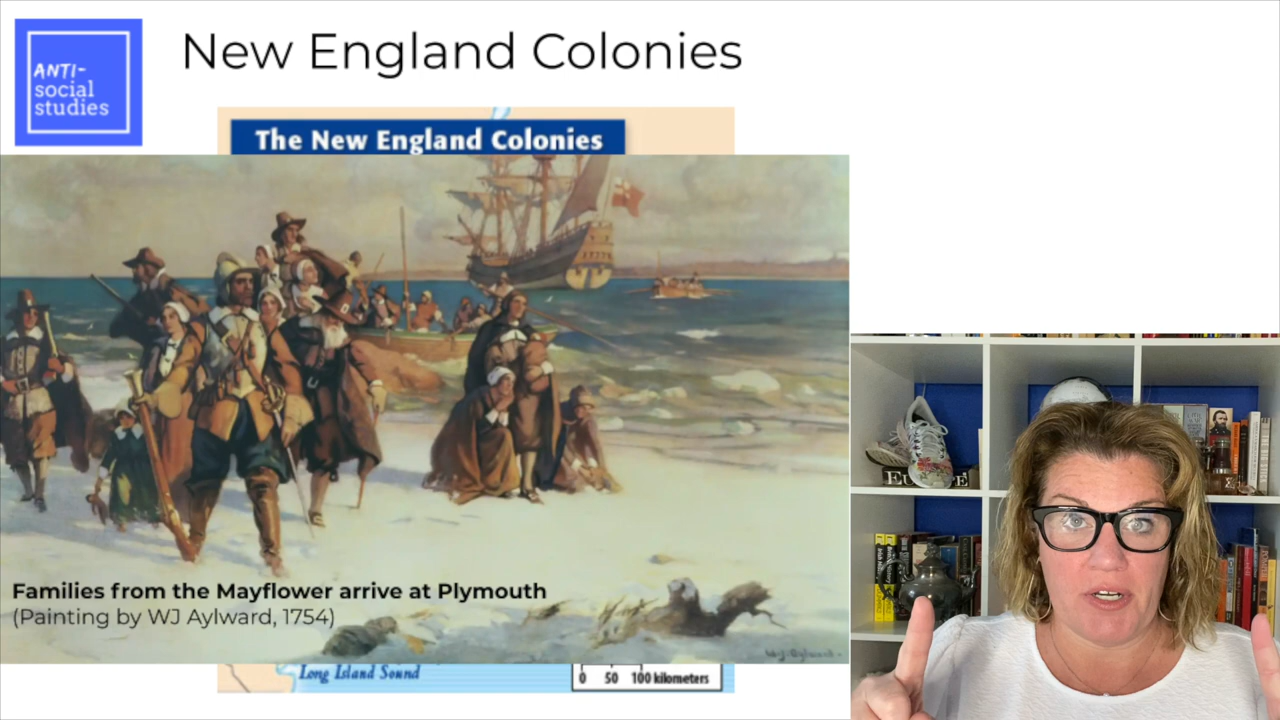 ANTI-
social
studies
New England Colonies
The New England Colonies
Families from the Mayflower arrive at Plymouth
(Painting by WJ Aylward, 1754)
Long Island Sound
0 50 100 kilometers